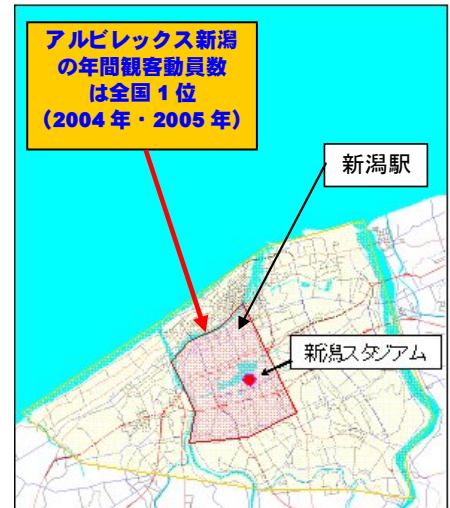 アルビレックス新潟
の年間観客動員数
は全国1位
(2004年・2005年)
新潟駅
新潟スタジアム